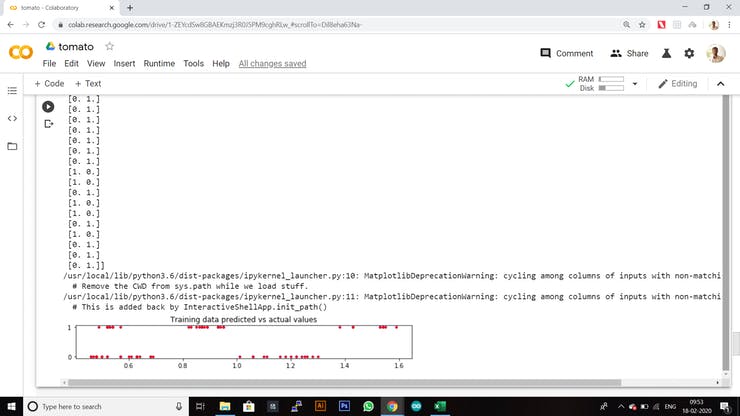 tomato - Colaboratory
colab.research.google.com/drive/
tomato
File Edit View Insert Runtime Tools Help All changes saved
Comment Share
+ Code + Text
RAM
Disk
Editing
[0. 1.]
[0. 1.]
[0. 1.]
[0. 1.]
[0. 1.]
[0. 1.]
[0. 1.]
[1. 0.]
[1. 0.]
[0. 1.]
[1. 0.]
[1. 0.]
[0. 1.]
[1. 0.]
[0. 1.]
[0. 1.]
[0. 1.]]
/usr/local/lib/python3.6/dist-packages/ipykernel_launcher.py:10: MatplotlibDeprecationWarning: cycling among columns of inputs with non-matchi
# Remove the CWD from sys.path while we load stuff.
/usr/local/lib/python3.6/dist-packages/ipykernel_launcher.py:11: MatplotlibDeprecationWarning: cycling among columns of inputs with non-matchi
# This is added back by InteractiveShellApp.init_path()
Training data predicted vs actual values
1
0
0.6 0.8 1.0 1.2 1.4 1.6
Type here to search
ENG
09:53
18-02-2020